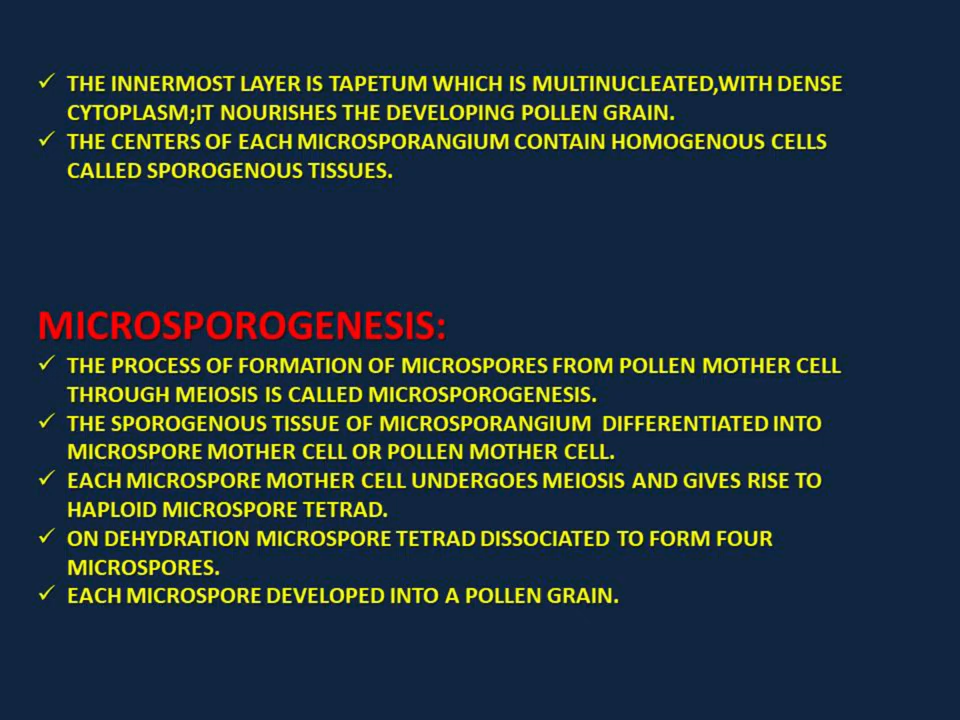 ✓ THE INNERMOST LAYER IS TAPETUM WHICH IS MULTINUCLEATED,WITH DENSE
CYTOPLASM;IT NOURISHES THE DEVELOPING POLLEN GRAIN.
✓ THE CENTERS OF EACH MICROSPORANGIUM CONTAIN HOMOGENOUS CELLS
CALLED SPOROGENOUS TISSUES.
MICROSPOROGENESIS:
✓ THE PROCESS OF FORMATION OF MICROSPORES FROM POLLEN MOTHER CELL
THROUGH MEIOSIS IS CALLED MICROSPOROGENESIS.
✓ THE SPOROGENOUS TISSUE OF MICROSPORANGIUM DIFFERENTIATED INTO
MICROSPORE MOTHER CELL OR POLLEN MOTHER CELL.
✓ EACH MICROSPORE MOTHER CELL UNDERGOES MEIOSIS AND GIVES RISE TO
HAPLOID MICROSPORE TETRAD.
✓ ON DEHYDRATION MICROSPORE TETRAD DISSOCIATED TO FORM FOUR
MICROSPORES.
✓ EACH MICROSPORE DEVELOPED INTO A POLLEN GRAIN.